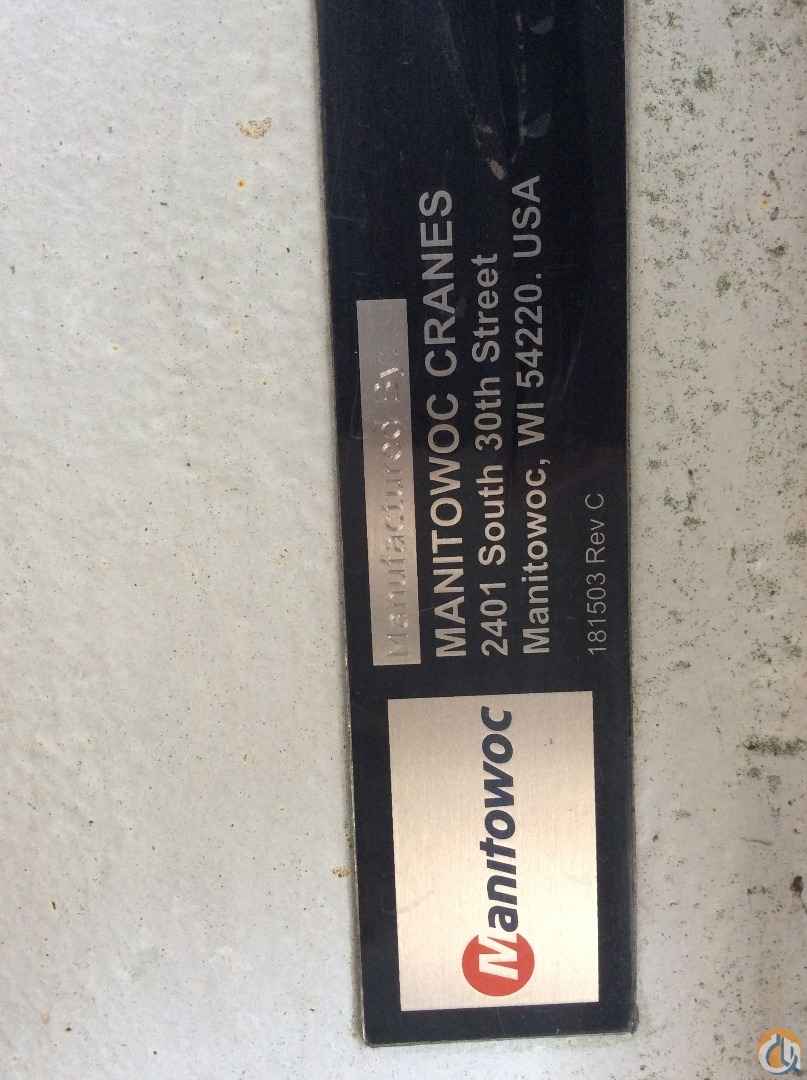 Manitowoc
Manufactured By:
MANITOWOC CRANES
2401 South 30th Street
Manitowoc, WI 54220. USA
181503 Rev C